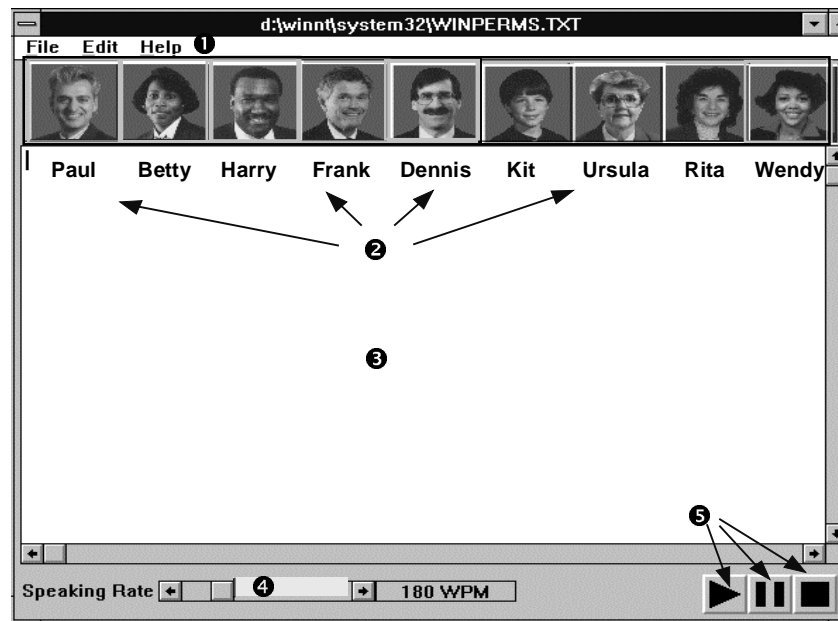 d:\winnt\system32\WINPERMS.TXT
File Edit Help ❶
Paul Betty Harry Frank Dennis Kit Ursula Rita Wendy
❷
❸
❺
Speaking Rate ❹ 180 WPM